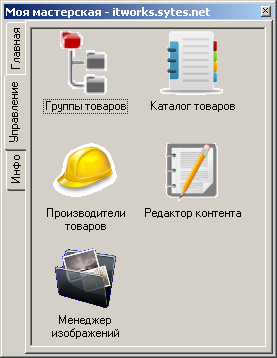 Моя мастерская - itworks.sytes.net
Главная
Управление
Инфо
Группы товаров
Каталог товаров
Производители
товаров
Редактор контента
Менеджер
изображений